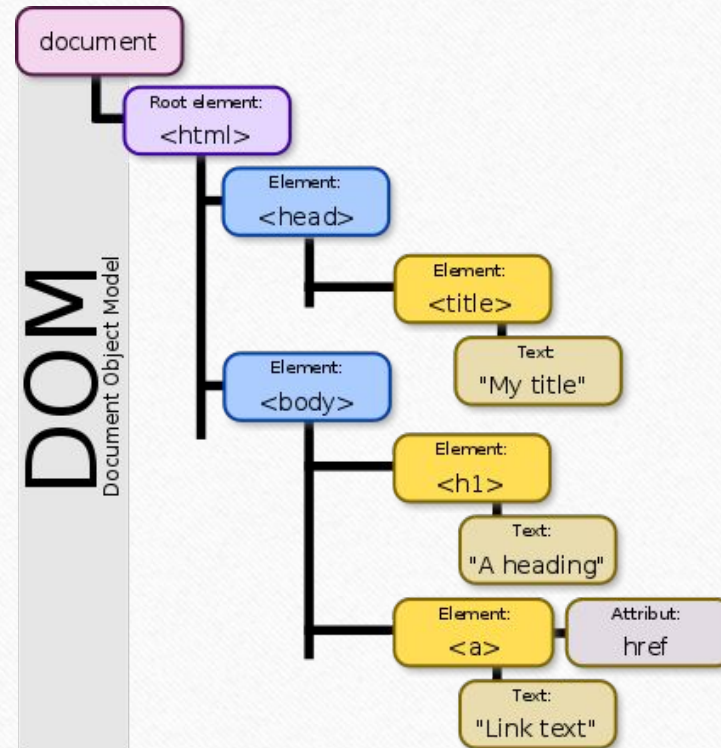 document
Root element:
<html>
Element:
<head>
Element:
<title>
Text
"My title"
Element:
<body>
Element:
<h1>
Text:
"A heading"
Element:
<a>
Attribut:
href
Text:
"Link text"
DOM
Document Object Model